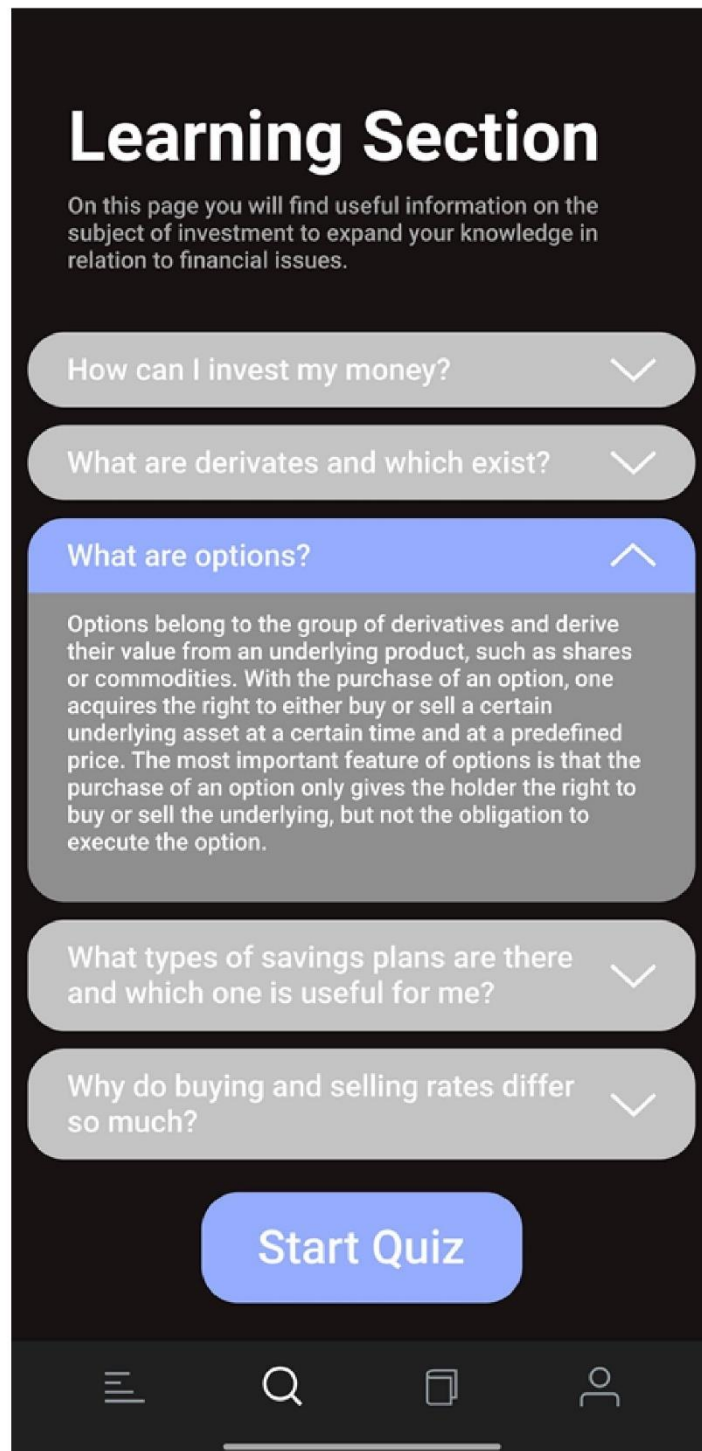 Learning Section
On this page you will find useful information on the
subject of investment to expand your knowledge in
relation to financial issues.
How can I invest my money?
What are derivates and which exist?
What are options?
Options belong to the group of derivatives and derive
their value from an underlying product, such as shares
or commodities. With the purchase of an option, one
acquires the right to either buy or sell a certain
underlying asset at a certain time and at a predefined
price. The most important feature of options is that the
purchase of an option only gives the holder the right to
buy or sell the underlying, but not the obligation to
execute the option.
What types of savings plans are there
and which one is useful for me?
Why do buying and selling rates differ
so much?
Start Quiz